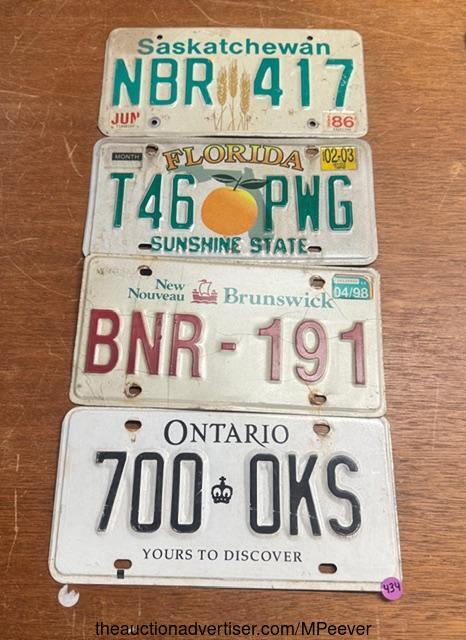 Saskatchewan
NBR 417
JUN 86
FLORIDA
MONTH 02-03
T46 PWG
SUNSHINE STATE
New Brunswick
Nouveau
04/98
BNR-191
ONTARIO
700 OKS
YOURS TO DISCOVER
434
theauctionadvertiser.com/MPeever